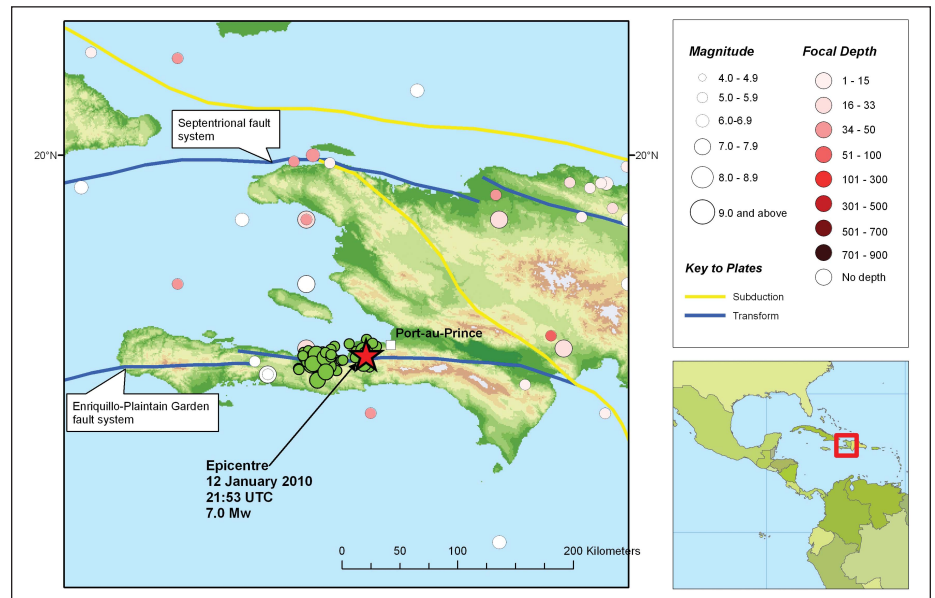 Septentrional fault
system
20°N
20°N
Port-au-Prince
Enriquillo-Plaintain Garden
fault system
Epicentre
12 January 2010
21:53 UTC
7.0 Mw
0 50 100 200 Kilometers
Magnitude
4.0 - 4.9
5.0 - 5.9
6.0-6.9
7.0 - 7.9
8.0 - 8.9
9.0 and above
Focal Depth
1 - 15
16 - 33
34 - 50
51 - 100
101 - 300
301 - 500
501 - 700
701 - 900
No depth
Key to Plates
Subduction
Transform